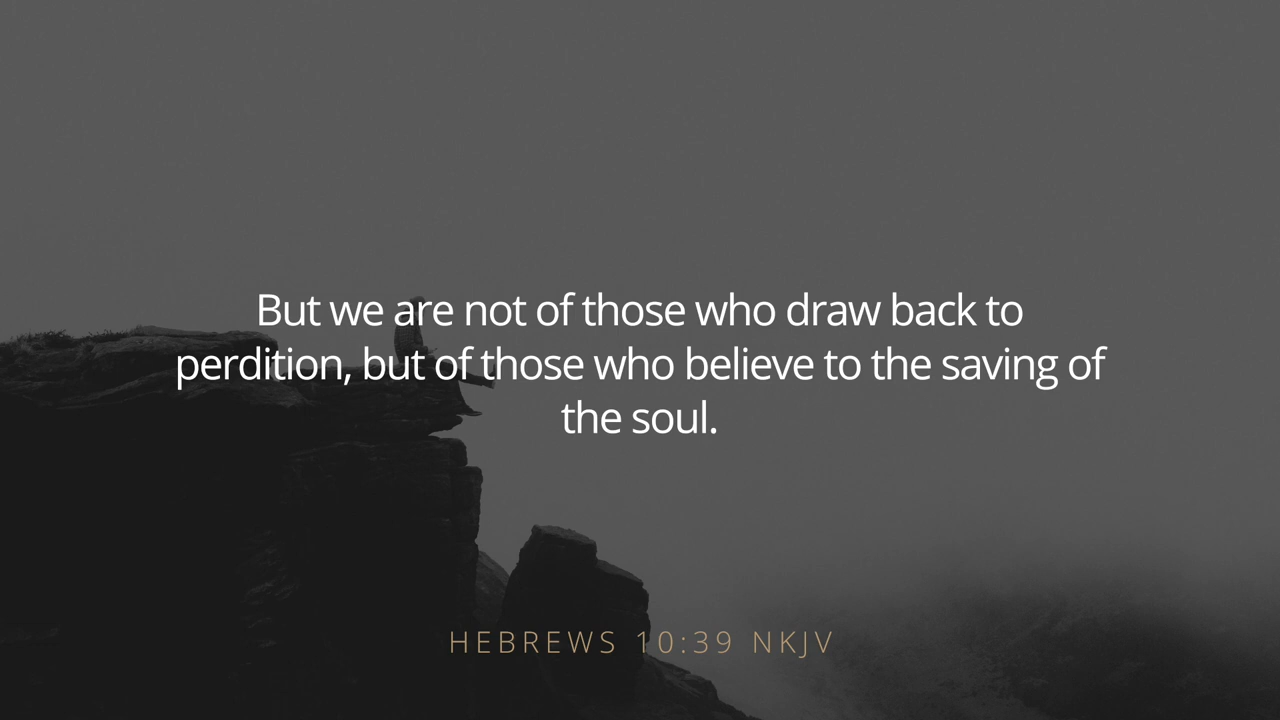 But we are not of those who draw back to
perdition, but of those who believe to the saving of
the soul.
HEBREWS 10:39 NKJV